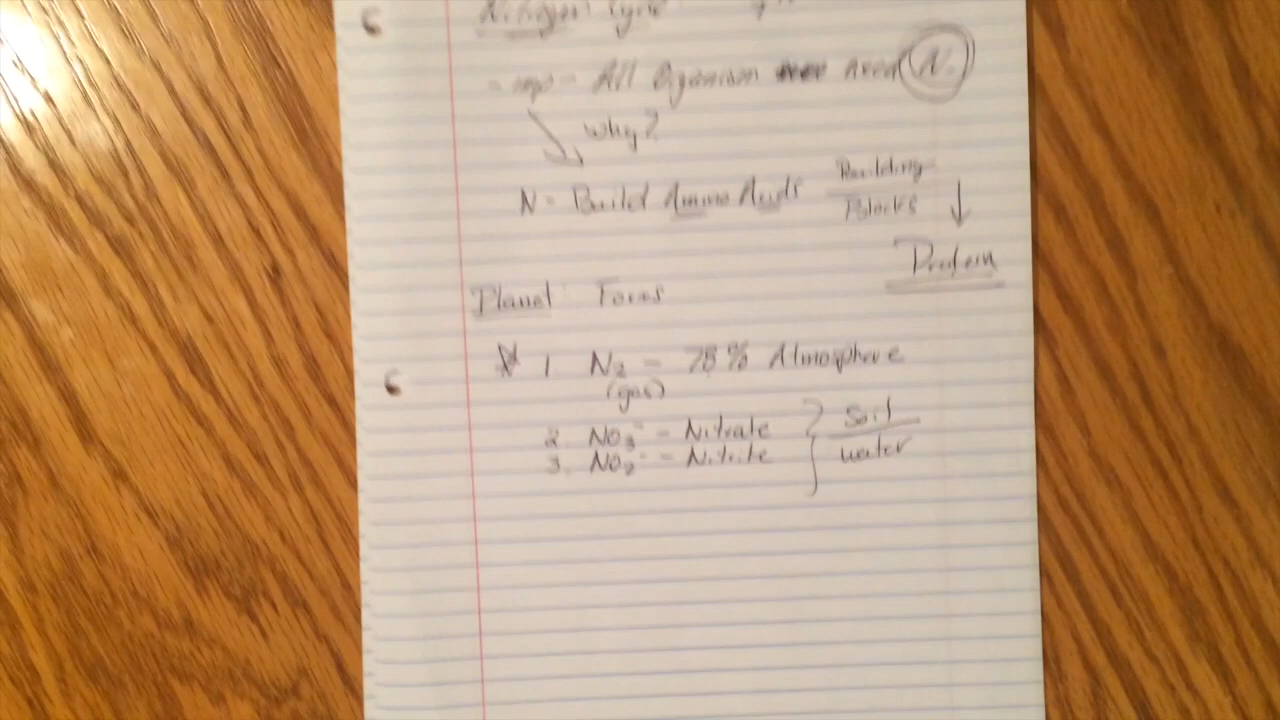 Nitrogen Cycle
- imp - All Organism need N.
Why?
N - Build Amino Acids Building Blocks
Protein
Planet Forms
1 N2 - 78% Atmosphere
(gas)
2. NO3⁻ - Nitrate } Soil
3. NO2⁻ - Nitrite water